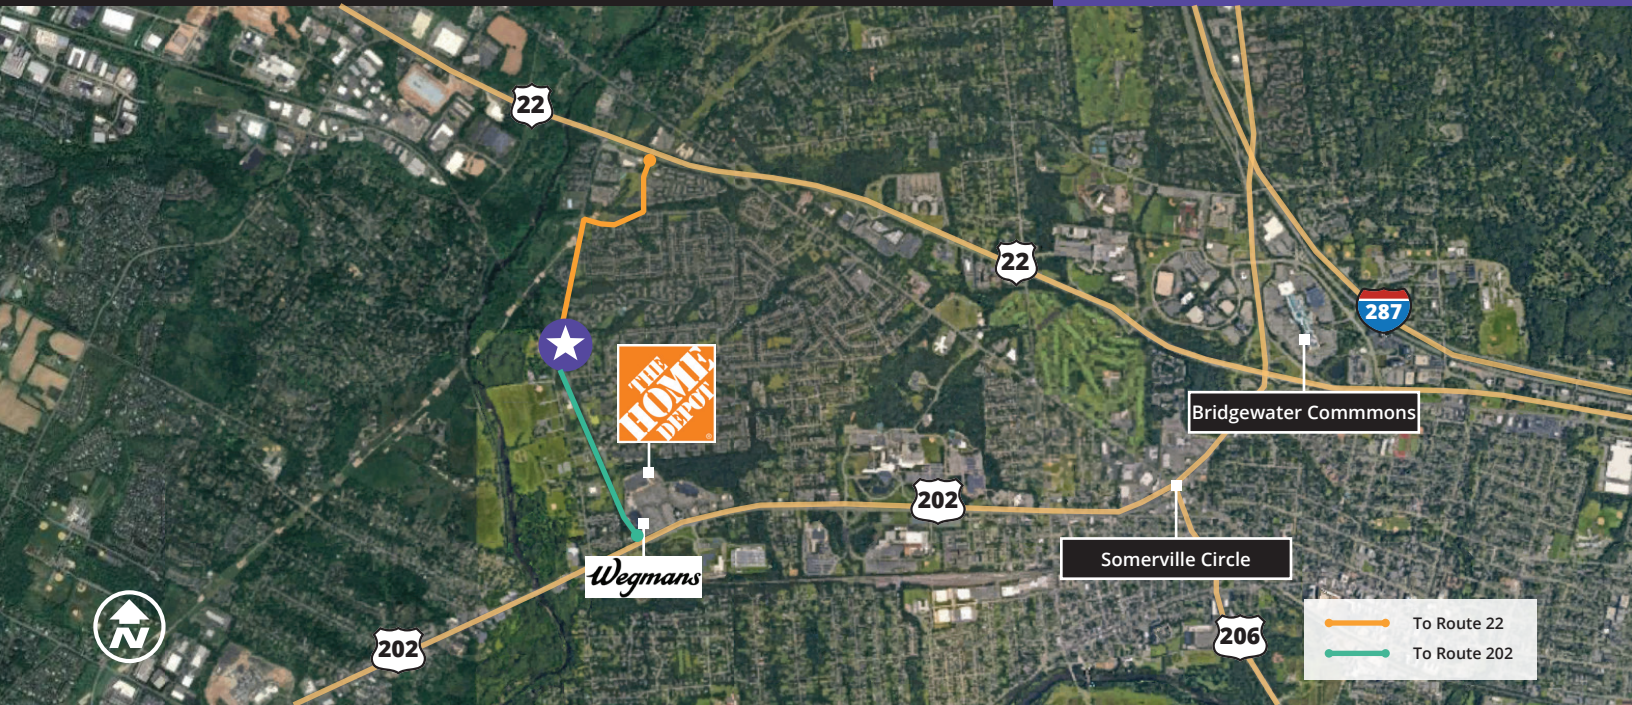 22
22
287
THE
HOME
DEPOT
®
Bridgewater Commmons
202
Somerville Circle
Wegmans
202
206
N
To Route 22
To Route 202